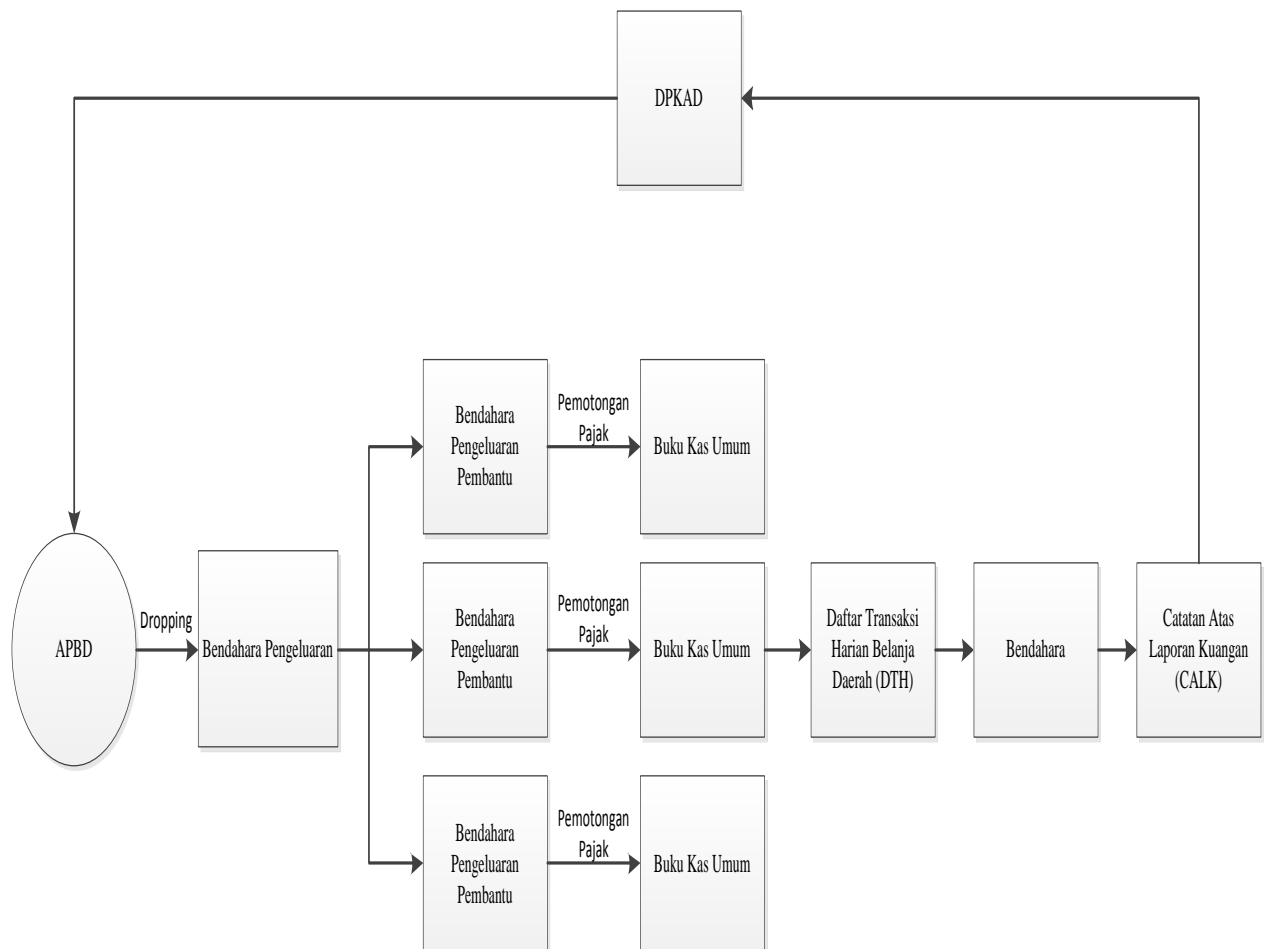 DPKAD
Bendahara
Pengeluaran
Pembantu
Pemotongan
Pajak
Buku Kas Umum
APBD
Dropping
Bendahara Pengeluaran
Bendahara
Pengeluaran
Pembantu
Pemotongan
Pajak
Buku Kas Umum
Daftar Transaksi
Harian Belanja
Daerah (DTH)
Bendahara
Catatan Atas
Laporan Kuangan
(CALK)
Bendahara
Pengeluaran
Pembantu
Pemotongan
Pajak
Buku Kas Umum